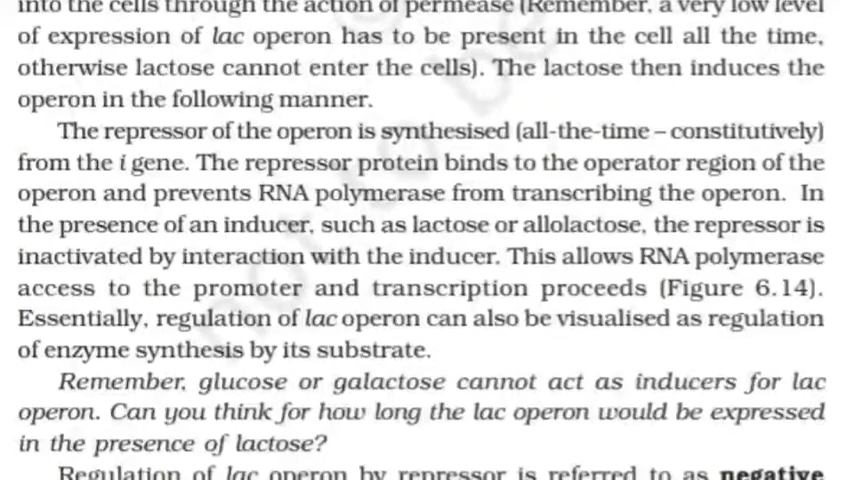 into the cells through the action of permease (Remember, a very low level
of expression of lac operon has to be present in the cell all the time,
otherwise lactose cannot enter the cells). The lactose then induces the
operon in the following manner.
The repressor of the operon is synthesised (all-the-time – constitutively)
from the i gene. The repressor protein binds to the operator region of the
operon and prevents RNA polymerase from transcribing the operon. In
the presence of an inducer, such as lactose or allolactose, the repressor is
inactivated by interaction with the inducer. This allows RNA polymerase
access to the promoter and transcription proceeds (Figure 6.14).
Essentially, regulation of lac operon can also be visualised as regulation
of enzyme synthesis by its substrate.
Remember, glucose or galactose cannot act as inducers for lac
operon. Can you think for how long the lac operon would be expressed
in the presence of lactose?
Regulation of lac operon by repressor is referred to as negative
not to be